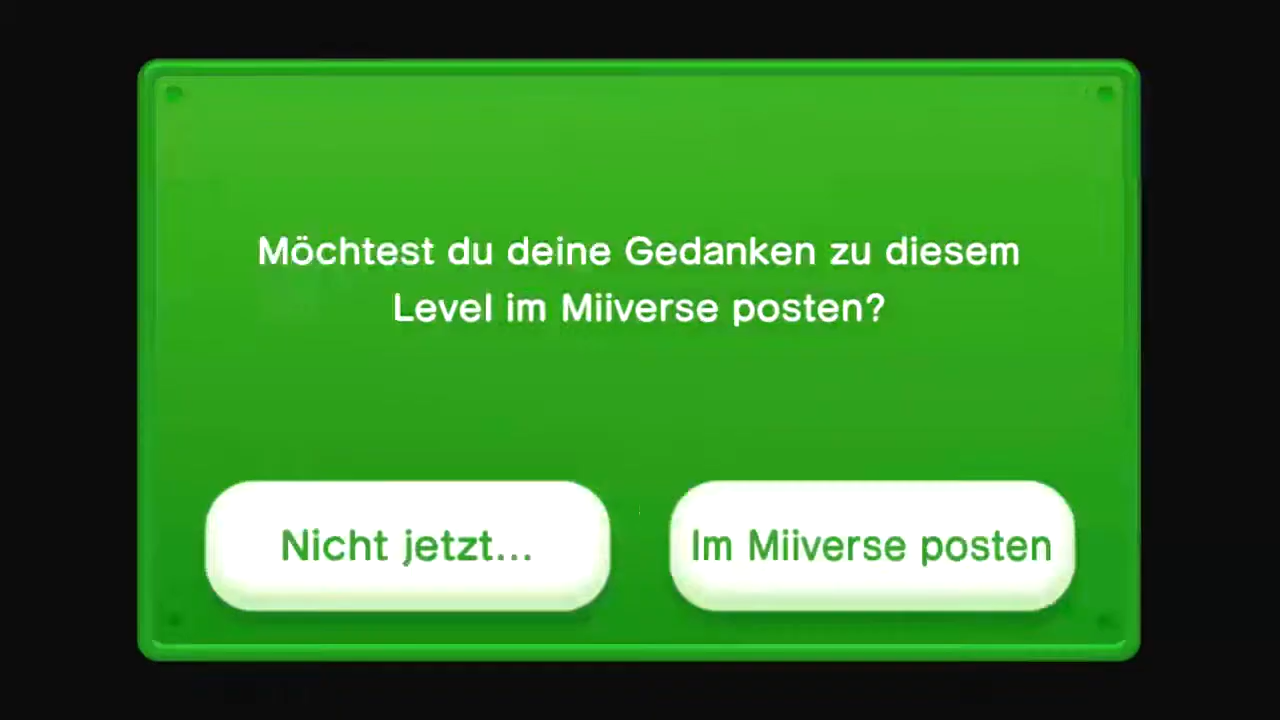 Möchtest du deine Gedanken zu diesem
Level im Miiverse posten?
Nicht jetzt...
Im Miiverse posten